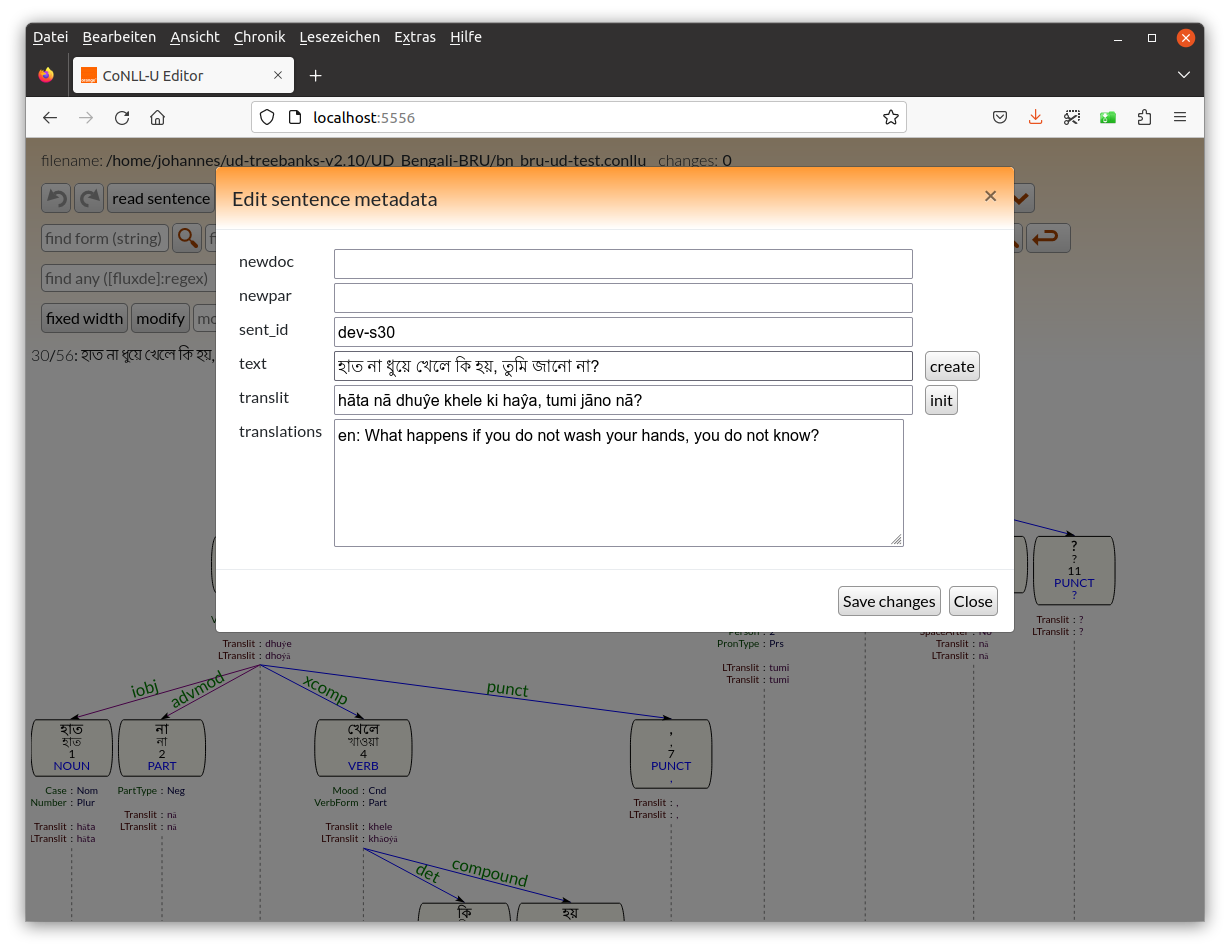 Datei Bearbeiten Ansicht Chronik Lesezeichen Extras Hilfe
CoNLL-U Editor
localhost:5556
filename: /home/johannes/ud-treebanks-v2.10/UD_Bengali-BRU/bn_bru-ud-test.conllu changes: 0
read sentence
find form (string)
find any ([fluxde]:regex)
fixed width modify
30/56: হাত না ধুয়ে খেলে কি হয়,
Edit sentence metadata
newdoc
newpar
sent_id dev-s30
text হাত না ধুয়ে খেলে কি হয়, তুমি জানো না? create
translit hāta nā dhuŷe khele ki haŷa, tumi jāno nā? init
translations en: What happens if you do not wash your hands, you do not know?
Save changes Close
?
?
11
PUNCT
?
Translit : ?
LTranslit : ?
Translit : dhuŷe
LTranslit : dhoŷā
Person : 2
PronType : Prs
LTranslit : tumi
Translit : tumi
SpaceAfter : No
Translit : nā
LTranslit : nā
iobj advmod xcomp punct
হাত
হাত
1
NOUN
Case : Nom
Number : Plur
Translit : hāta
LTranslit : hāta
না
না
2
PART
PartType : Neg
Translit : nā
LTranslit : nā
খেলে
খাওয়া
4
VERB
Mood : Cnd
VerbForm : Part
Translit : khele
LTranslit : khāoŷā
,
,
7
PUNCT
,
Translit : ,
LTranslit : ,
det compound
কি হয়